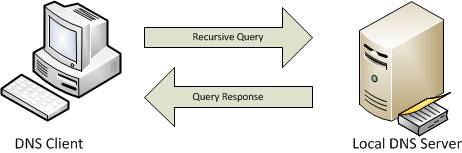 Recursive Query
Query Response
DNS Client
Local DNS Server